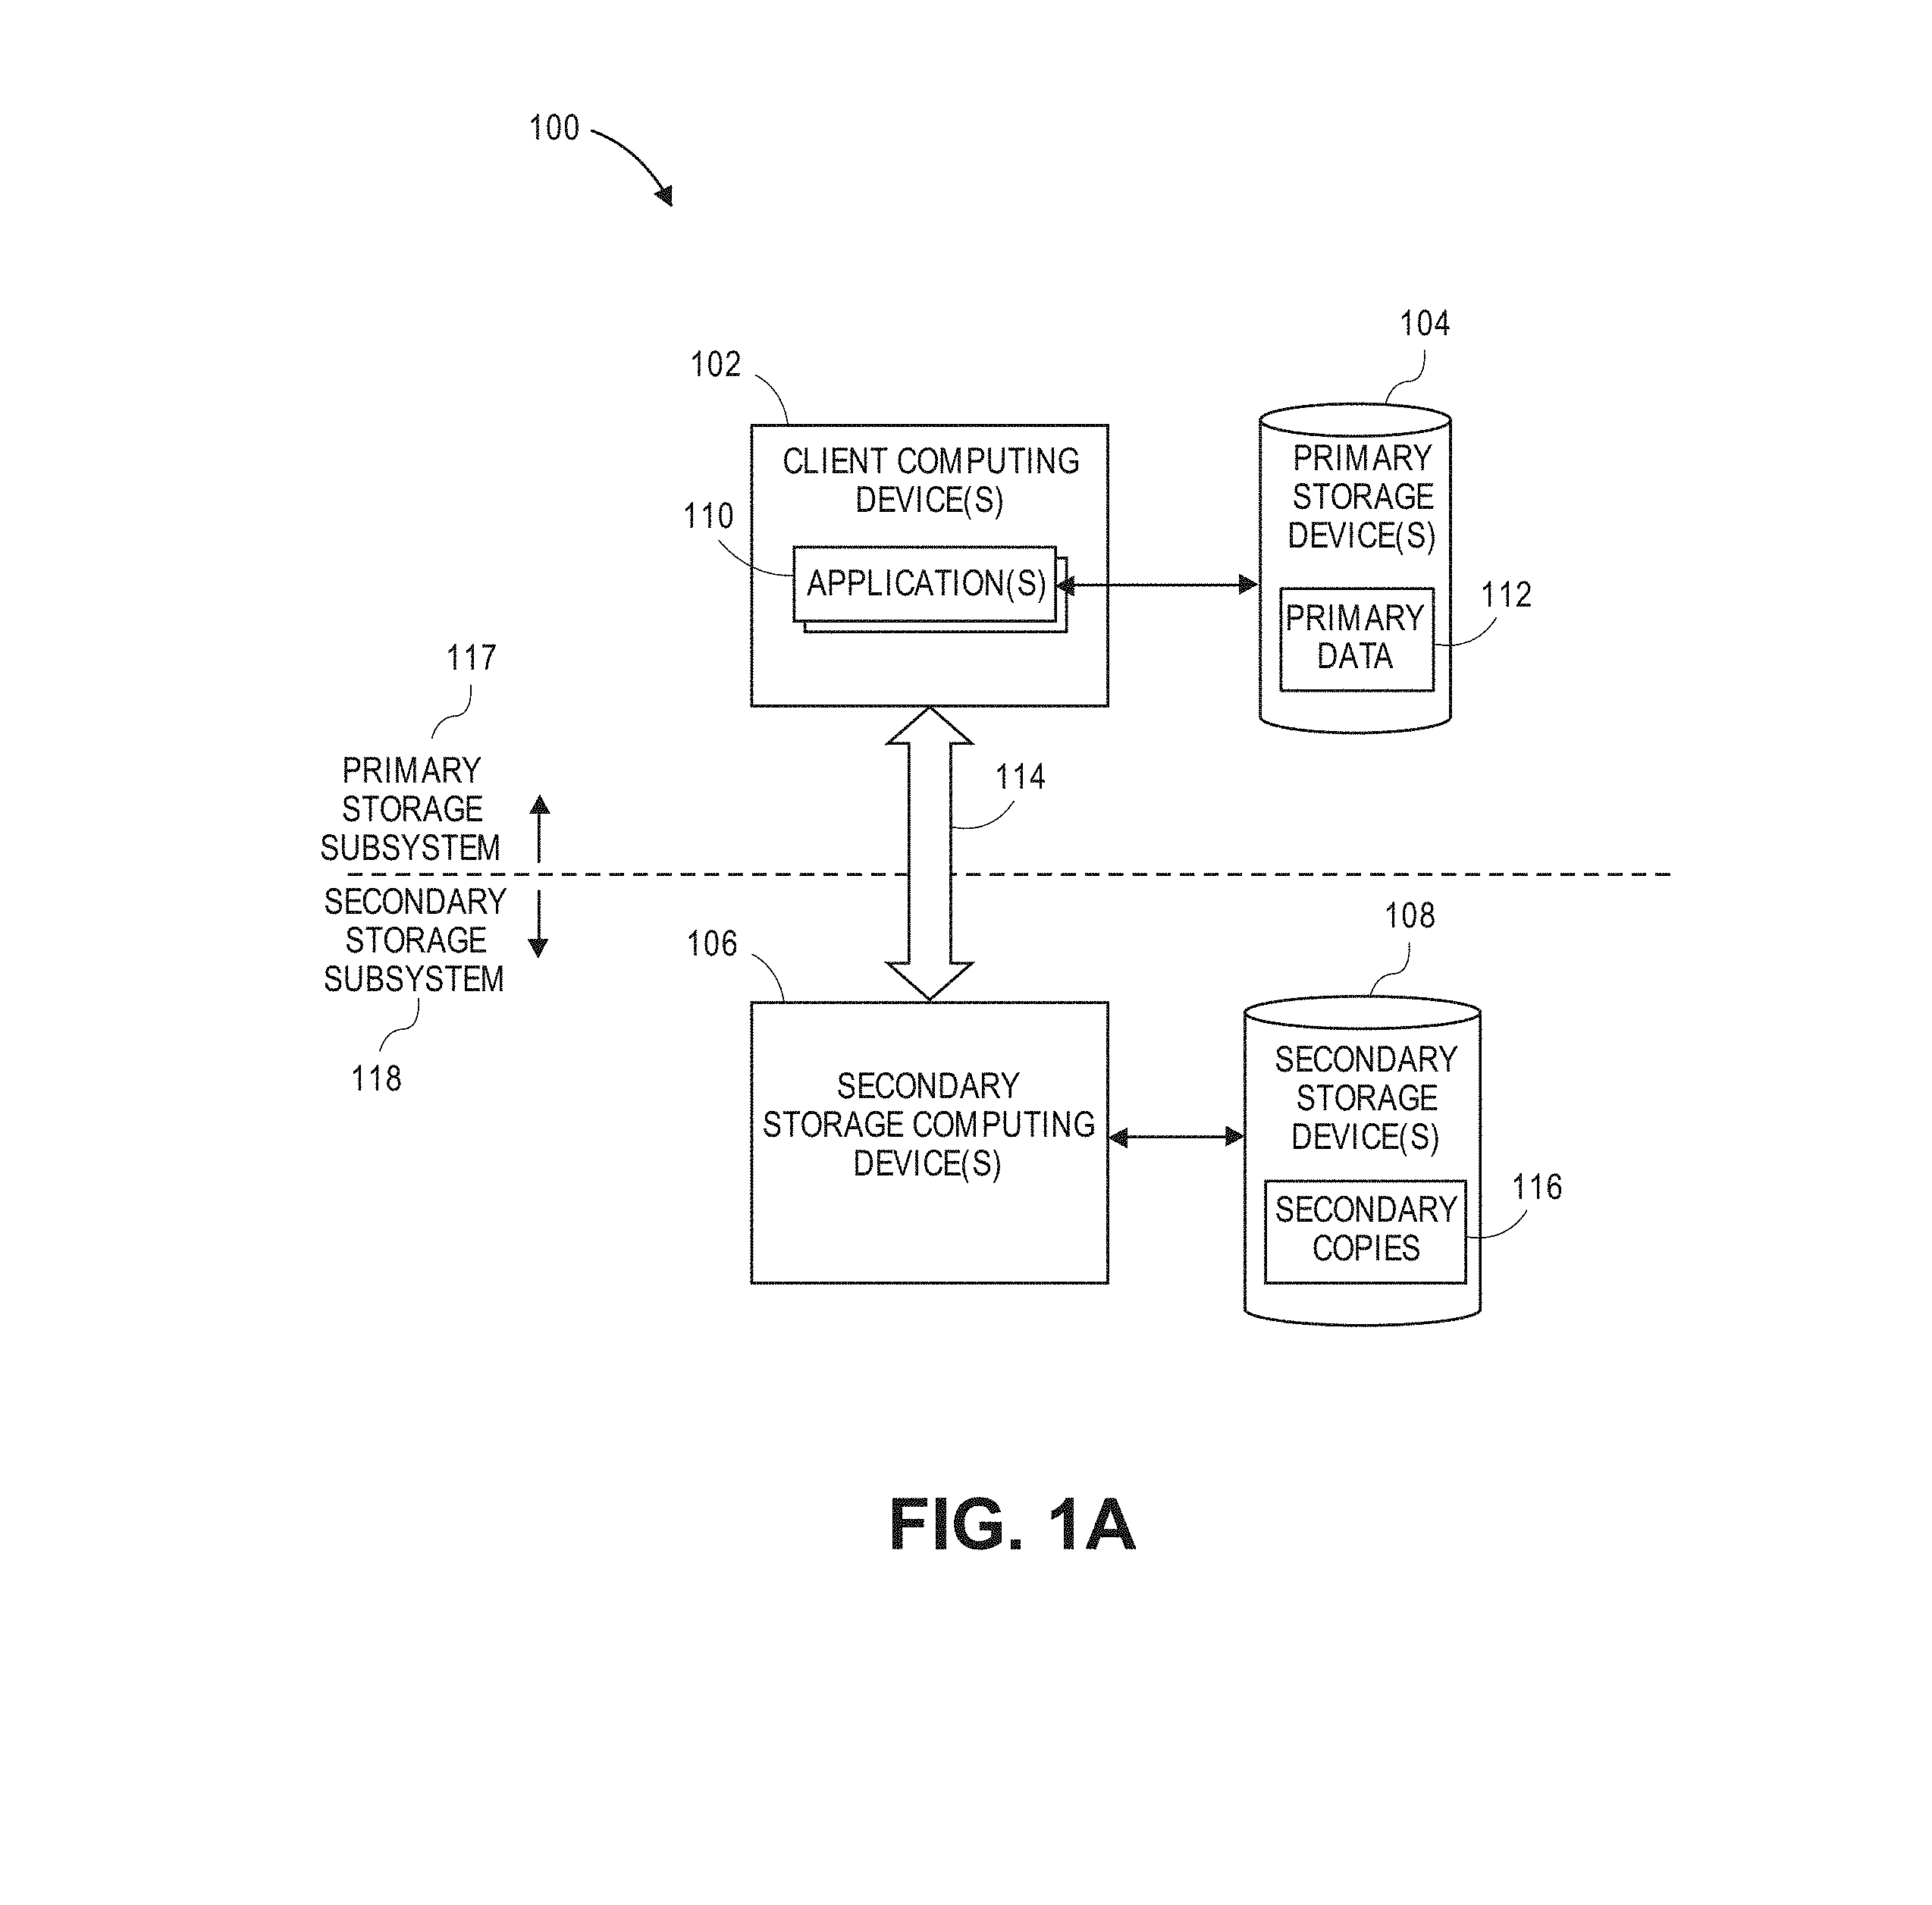 100
104
102
CLIENT COMPUTING
DEVICE(S)
110
APPLICATION(S)
PRIMARY
STORAGE
DEVICE(S)
112
PRIMARY
DATA
117
PRIMARY
STORAGE
SUBSYSTEM
114
SECONDARY
STORAGE
SUBSYSTEM
118
106
108
SECONDARY
STORAGE COMPUTING
DEVICE(S)
SECONDARY
STORAGE
DEVICE(S)
116
SECONDARY
COPIES
FIG. 1A